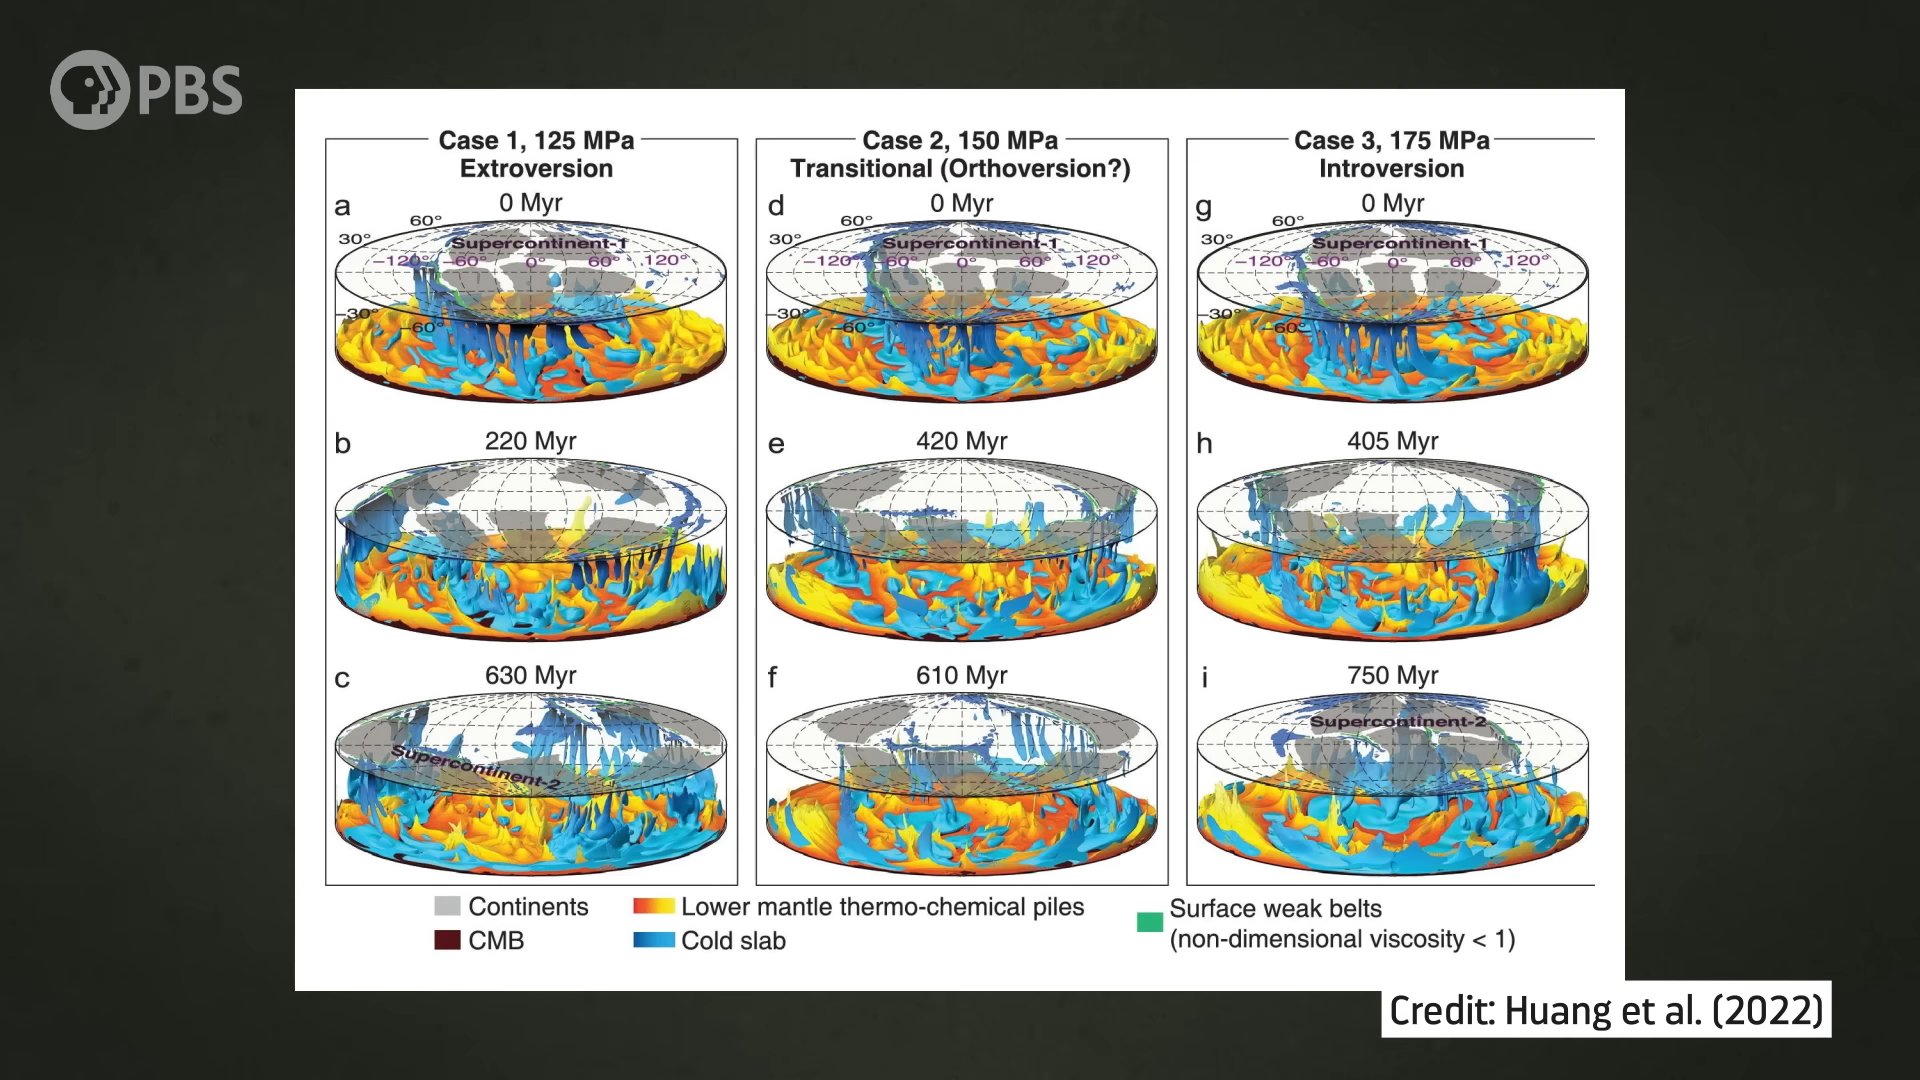 PBS
Case 1, 125 MPa
Extroversion
a
0 Myr
60°
30°
Supercontinent-1
−120° −60° 0° 60° 120°
−30°
−60°
b
220 Myr
c
630 Myr
Supercontinent-2
Case 2, 150 MPa
Transitional (Orthoversion?)
d
0 Myr
60°
30°
Supercontinent-1
−120° −60° 0° 60° 120°
−30°
−60°
e
420 Myr
f
610 Myr
Case 3, 175 MPa
Introversion
g
0 Myr
60°
30°
Supercontinent-1
−120° −60° 0° 60° 120°
−30°
−60°
h
405 Myr
i
750 Myr
Supercontinent-2
Continents
CMB
Lower mantle thermo-chemical piles
Cold slab
Surface weak belts
(non-dimensional viscosity < 1)
Credit: Huang et al. (2022)